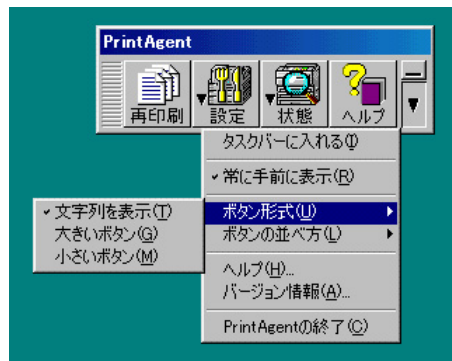 PrintAgent
再印刷
設定
状態
ヘルプ
タスクバーに入れる(I)
常に手前に表示(R)
ボタン形式(U)
ボタンの並べ方(L)
ヘルプ(H)...
バージョン情報(A)...
PrintAgentの終了(C)
文字列を表示(T)
大きいボタン(G)
小さいボタン(M)